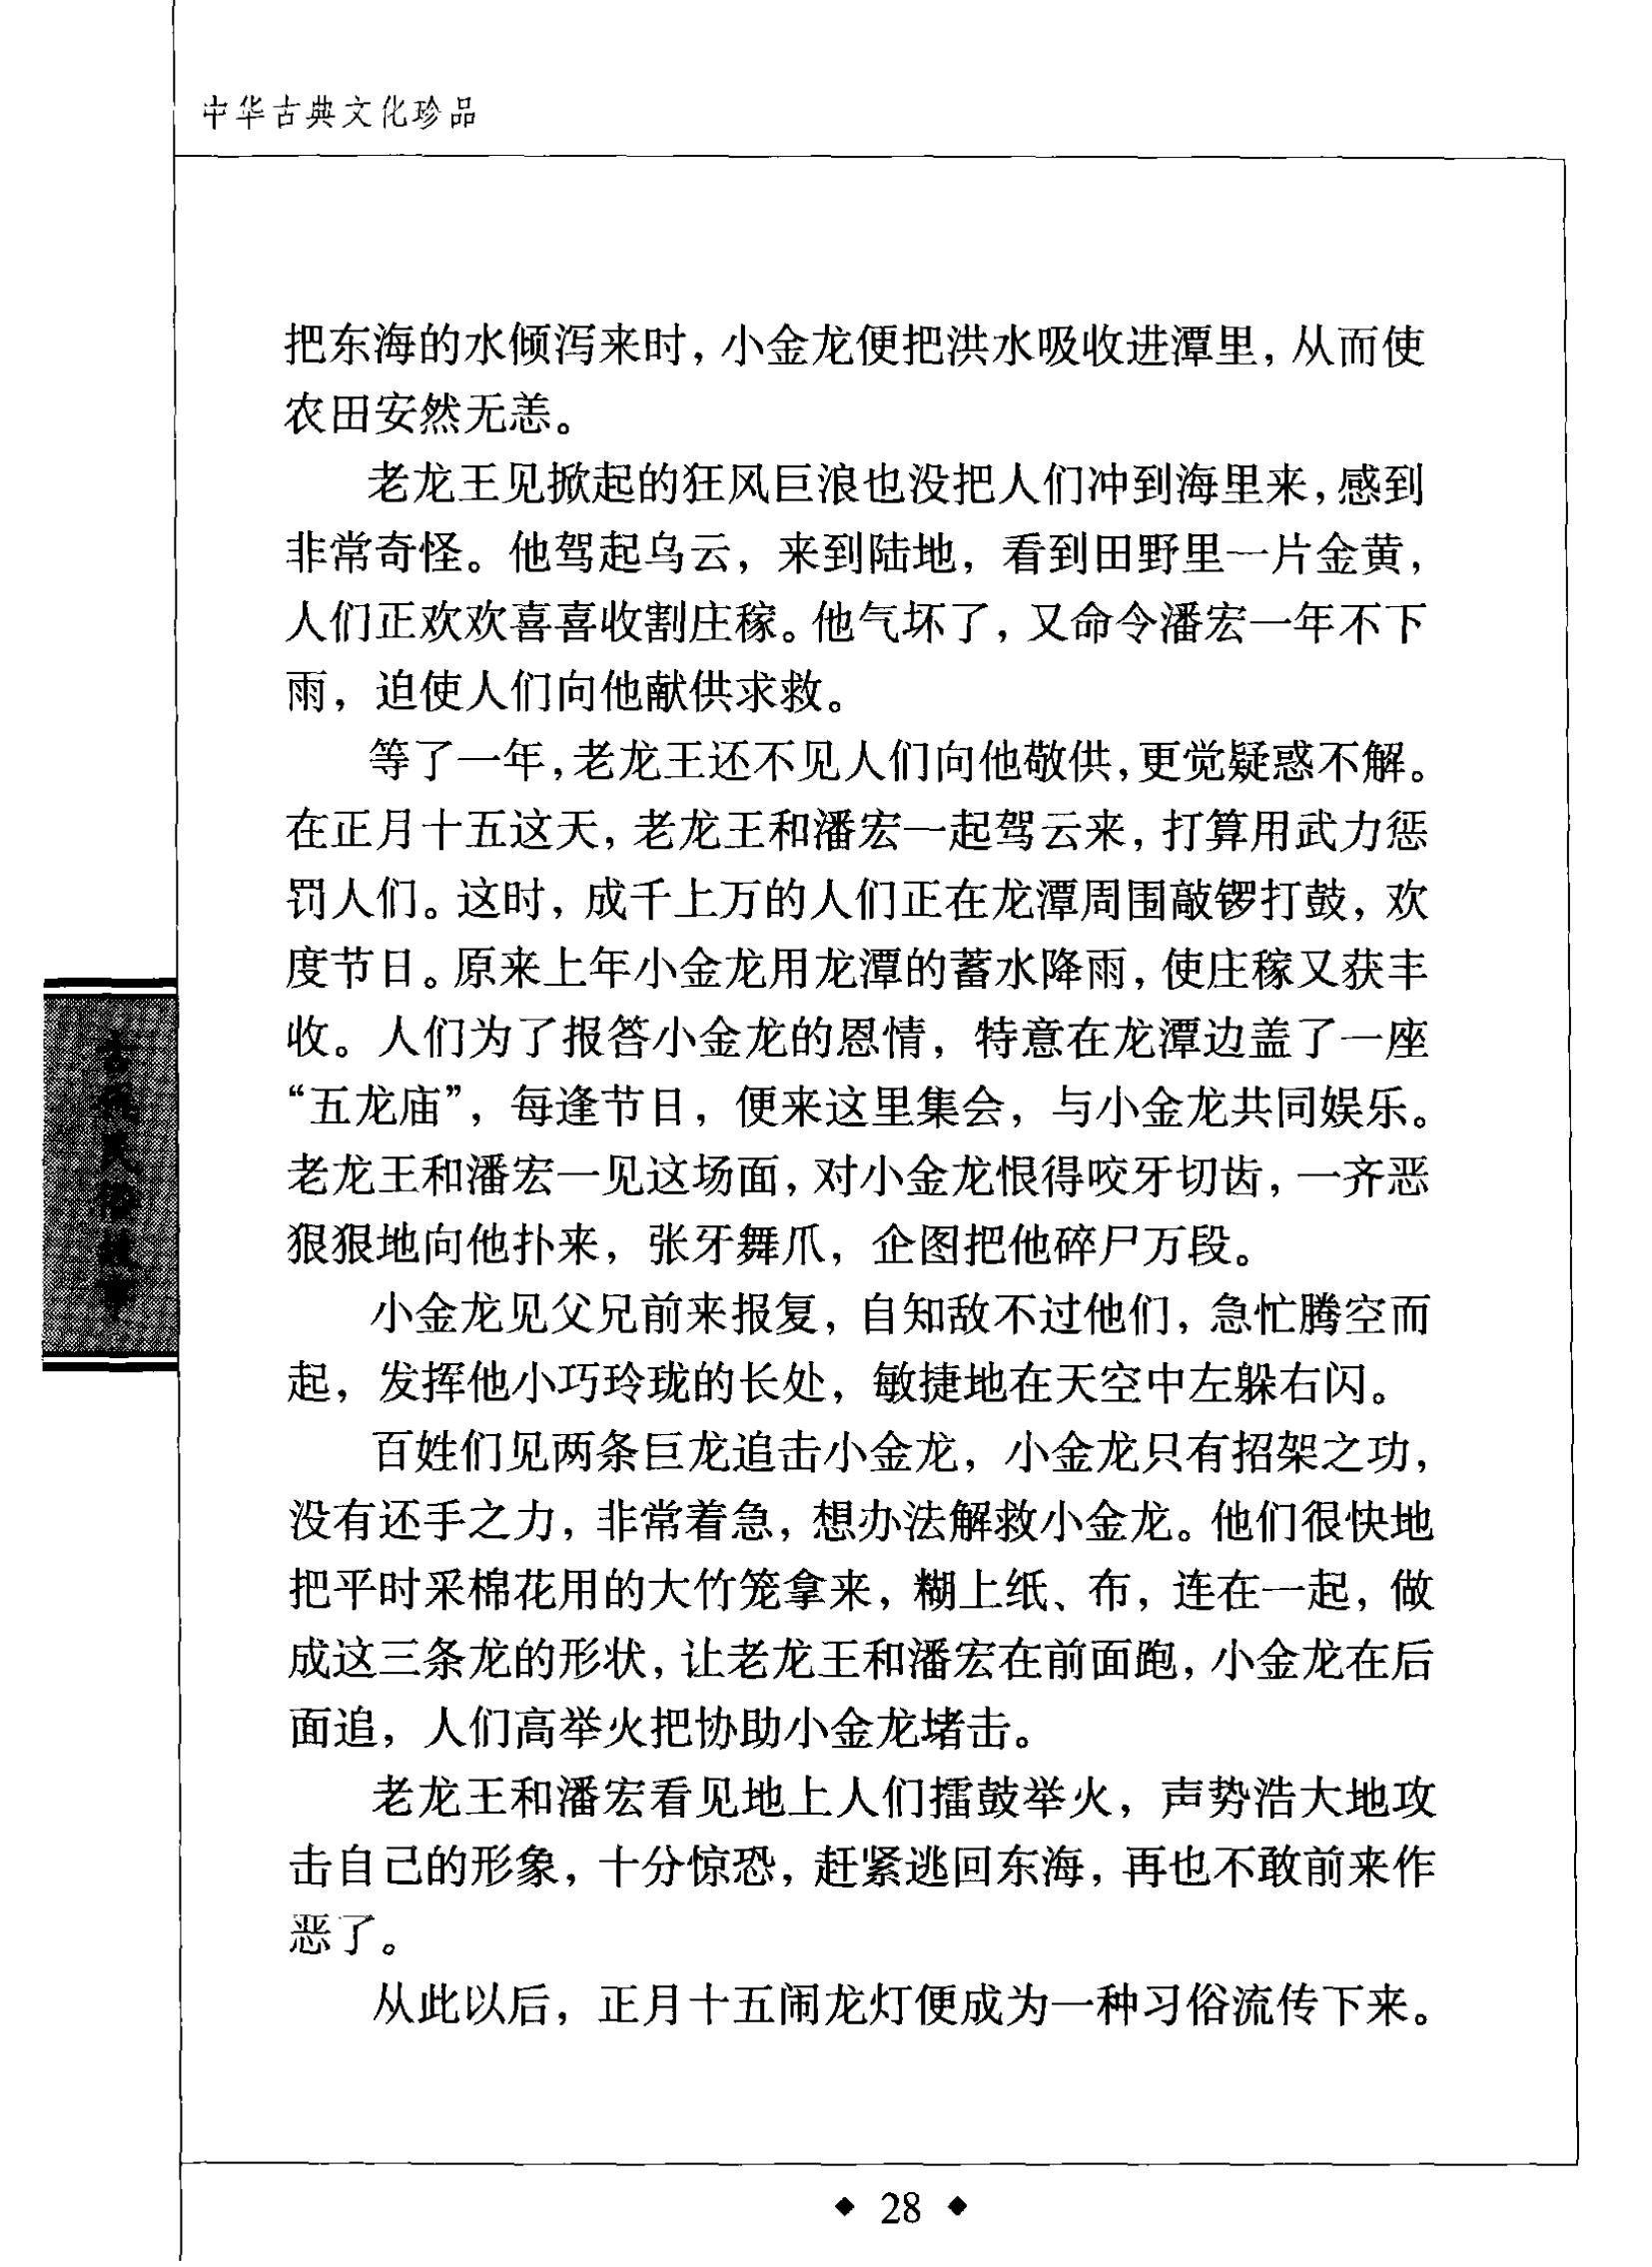 中华古典文化珍品
把东海的水倾泻来时，小金龙便把洪水吸收进潭里，从而使
农田安然无恙。
老龙王见掀起的狂风巨浪也没把人们冲到海里来，感到
非常奇怪。他驾起乌云，来到陆地，看到田野里一片金黄，
人们正欢欢喜喜收割庄稼。他气坏了，又命令潘宏一年不下
雨，迫使人们向他献供求救。
等了一年，老龙王还不见人们向他敬供，更觉疑惑不解。
在正月十五这天，老龙王和潘宏一起驾云来，打算用武力惩
罚人们。这时，成千上万的人们正在龙潭周围敲锣打鼓，欢
度节日。原来上年小金龙用龙潭的蓄水降雨，使庄稼又获丰
收。人们为了报答小金龙的恩情，特意在龙潭边盖了一座
“五龙庙”，每逢节日，便来这里集会，与小金龙共同娱乐。
老龙王和潘宏一见这场面，对小金龙恨得咬牙切齿，一齐恶
狠狠地向他扑来，张牙舞爪，企图把他碎尸万段。
小金龙见父兄前来报复，自知敌不过他们，急忙腾空而
起，发挥他小巧玲珑的长处，敏捷地在天空中左躲右闪。
百姓们见两条巨龙追击小金龙，小金龙只有招架之功，
没有还手之力，非常着急，想办法解救小金龙。他们很快地
把平时采棉花用的大竹笼拿来，糊上纸、布，连在一起，做
成这三条龙的形状，让老龙王和潘宏在前面跑，小金龙在后
面追，人们高举火把协助小金龙堵击。
老龙王和潘宏看见地上人们擂鼓举火，声势浩大地攻
击自己的形象，十分惊恐，赶紧逃回东海，再也不敢前来作
恶了。
从此以后，正月十五闹龙灯便成为一种习俗流传下来。
古代民俗故事
◆ 28 ◆